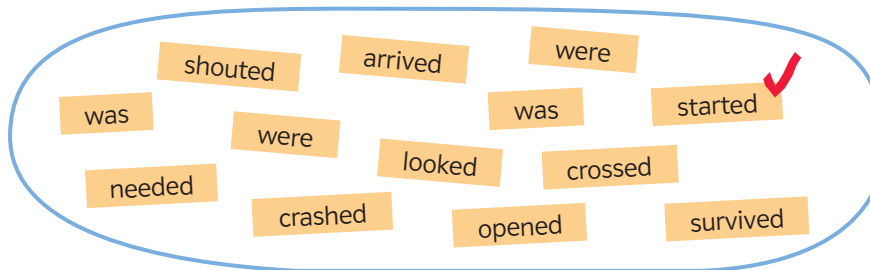 shouted
arrived
were
was
were
was
started
looked
crossed
needed
crashed
opened
survived